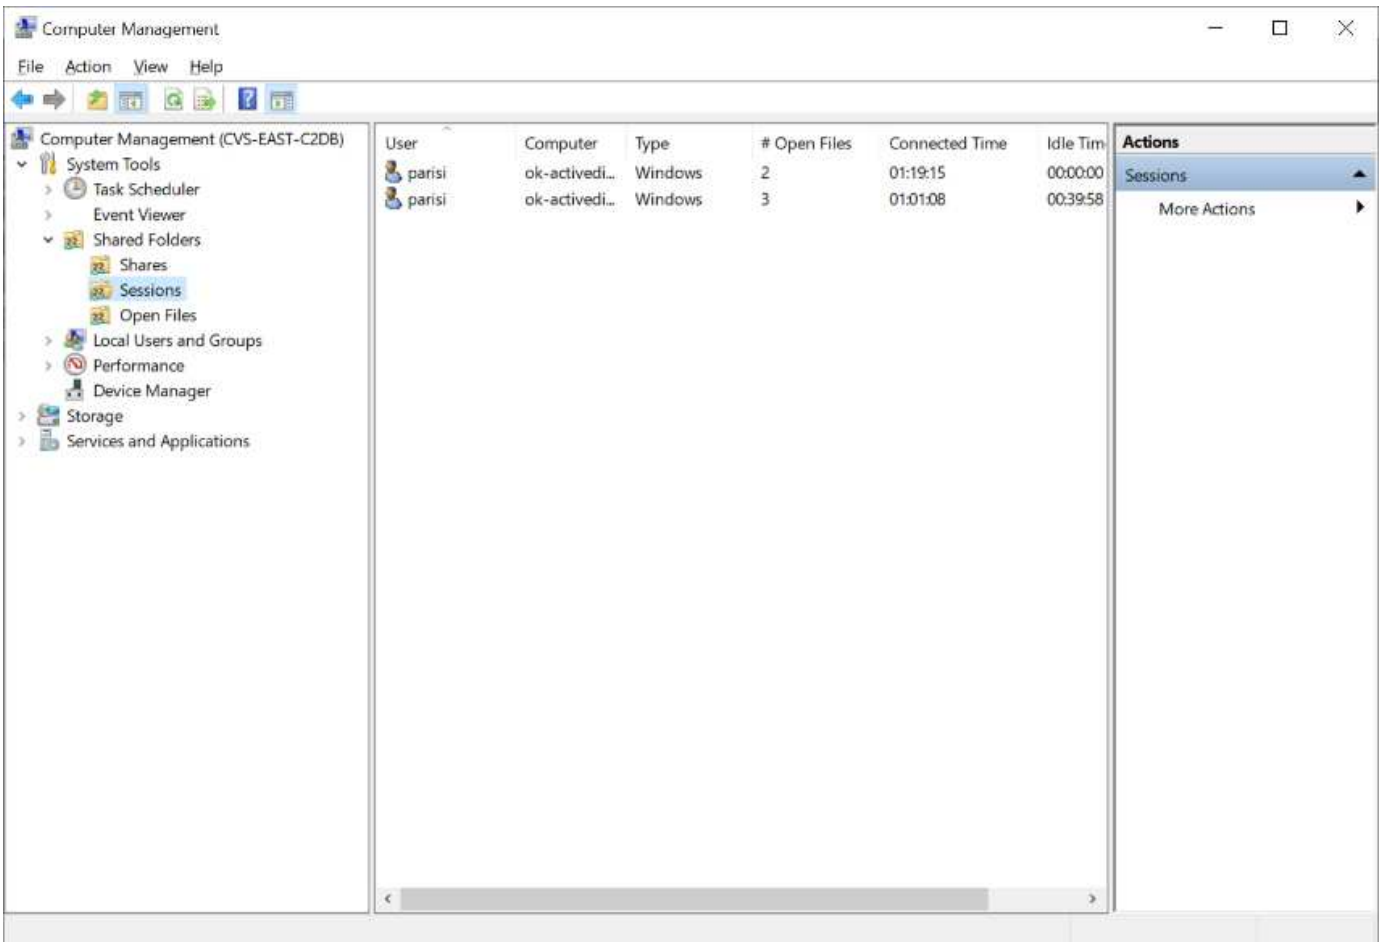 Computer Management
File Action View Help
Computer Management (CVS-EAST-C2DB)
System Tools
Task Scheduler
Event Viewer
Shared Folders
Shares
Sessions
Open Files
Local Users and Groups
Performance
Device Manager
Storage
Services and Applications
User Computer Type # Open Files Connected Time Idle Tim
parisi ok-activedi... Windows 2 01:19:15 00:00:00
parisi ok-activedi... Windows 3 01:01:08 00:39:58
Actions
Sessions
More Actions